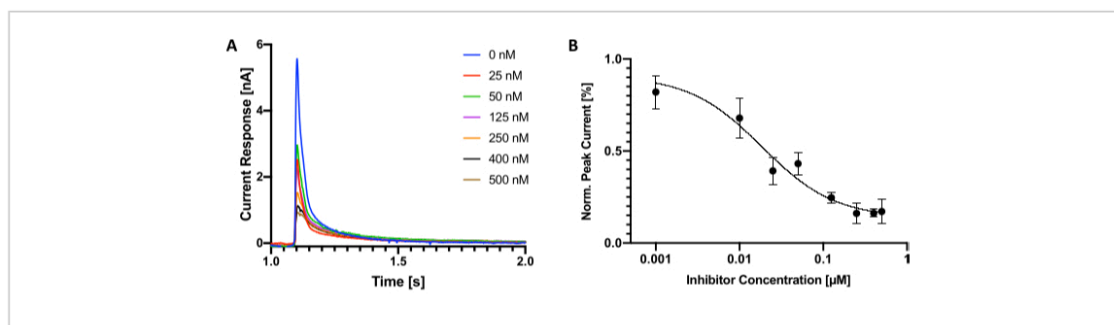 A
Current Response [nA]
6
4
2
0
1.0
1.5
2.0
Time [s]
0 nM
25 nM
50 nM
125 nM
250 nM
400 nM
500 nM
B
Norm. Peak Current [%]
1.0
0.5
0.0
0.001
0.01
0.1
1
Inhibitor Concentration [µM]